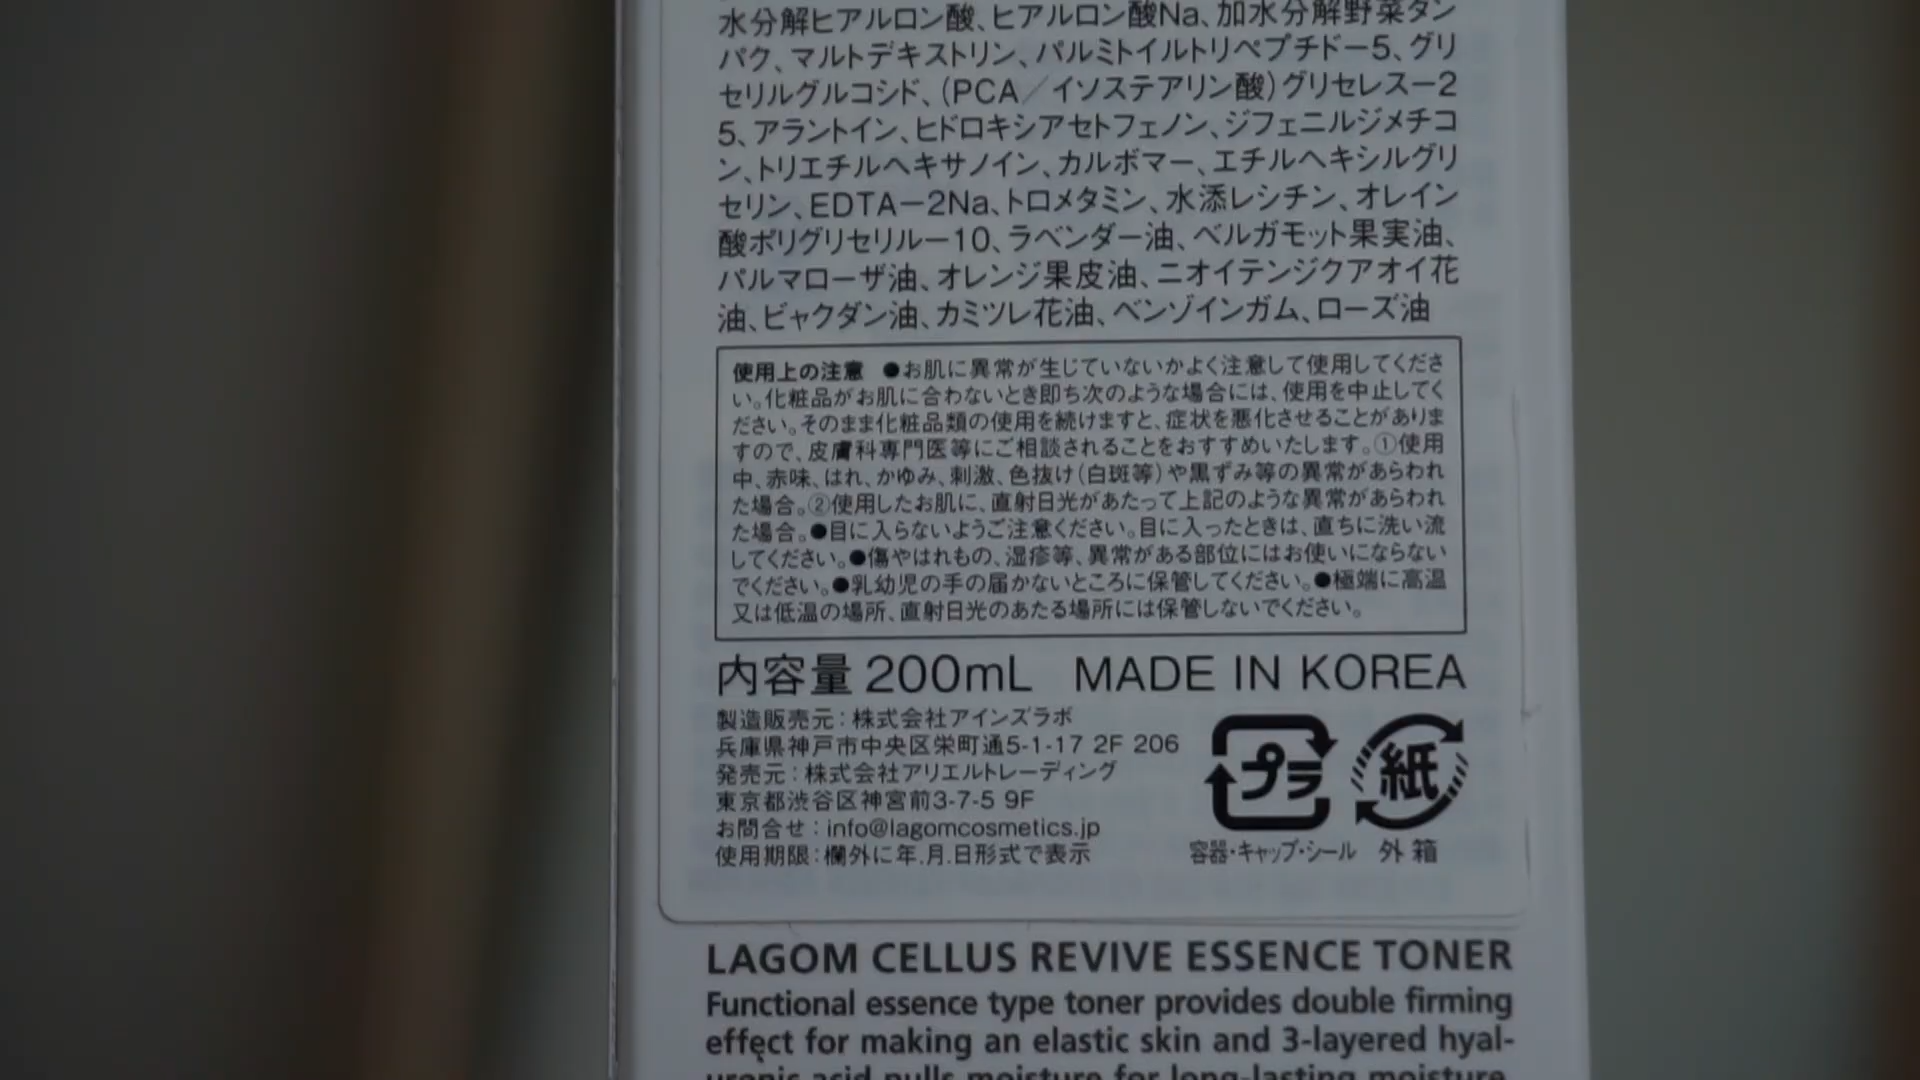 水分解ヒアルロン酸、ヒアルロン酸Na、加水分解野菜タン
パク、マルトデキストリン、パルミトイルトリペプチドー5、グリ
セリルグルコシド、(PCA／イソステアリン酸)グリセレスー2
5、アラントイン、ヒドロキシアセトフェノン、ジフェニルジメチコ
ン、トリエチルヘキサノイン、カルボマー、エチルヘキシルグリ
セリン、EDTAー2Na、トロメタミン、水添レシチン、オレイン
酸ポリグリセリルー10、ラベンダー油、ベルガモット果実油、
パルマローザ油、オレンジ果皮油、ニオイテンジクアオイ花
油、ビャクダン油、カミツレ花油、ベンゾインガム、ローズ油
使用上の注意 ●お肌に異常が生じていないかよく注意して使用してくださ
い。化粧品がお肌に合わないとき即ち次のような場合には、使用を中止してく
ださい。そのまま化粧品類の使用を続けますと、症状を悪化させることがありま
すので、皮膚科専門医等にご相談されることをおすすめいたします。①使用
中、赤味、はれ、かゆみ、刺激、色抜け(白斑等)や黒ずみ等の異常があらわれ
た場合。②使用したお肌に、直射日光があたって上記のような異常があらわれ
た場合。●目に入らないようご注意ください。目に入ったときは、直ちに洗い流
してください。●傷やはれもの、湿疹等、異常がある部位にはお使いにならない
でください。●乳幼児の手の届かないところに保管してください。●極端に高温
又は低温の場所、直射日光のあたる場所には保管しないでください。
内容量 200mL MADE IN KOREA
製造販売元：株式会社アインズラボ
兵庫県神戸市中央区栄町通5-1-17 2F 206
発売元：株式会社アリエルトレーディング
東京都渋谷区神宮前3-7-5 9F
お問合せ：info@lagomcosmetics.jp
使用期限：欄外に年.月.日形式で表示
プラ 紙
容器・キャップ・シール 外箱
LAGOM CELLUS REVIVE ESSENCE TONER
Functional essence type toner provides double firming
effect for making an elastic skin and 3-layered hyal-
uronic acid pulls moisture for long-lasting moisture